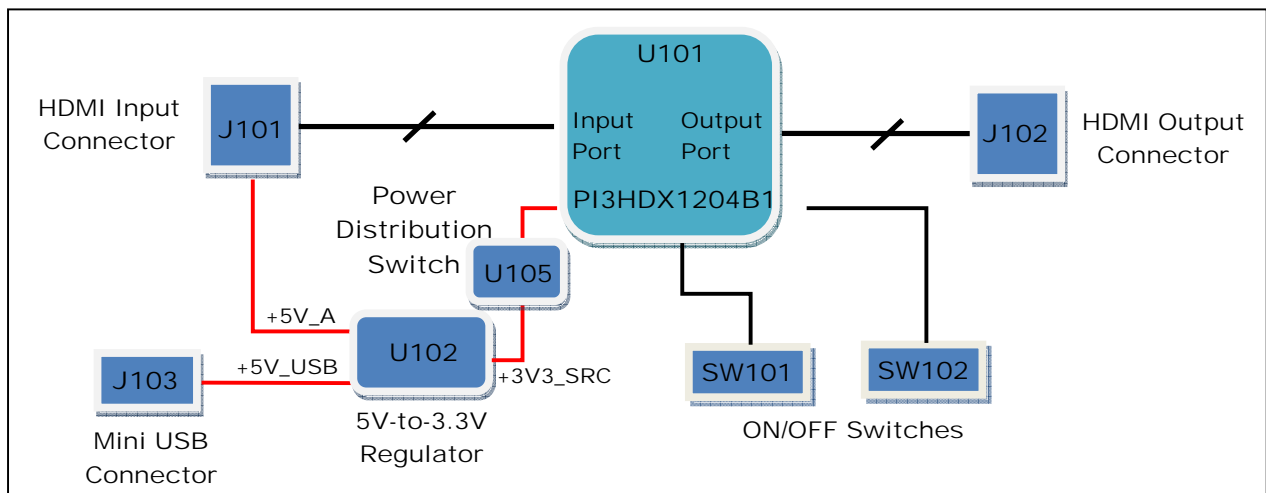 U101
HDMI Input
Connector
J101
Input
Port
Output
Port
J102
HDMI Output
Connector
PI3HDX1204B1
Power
Distribution
Switch
U105
+5V_A
U102
+5V_USB
+3V3_SRC
J103
Mini USB
Connector
5V-to-3.3V
Regulator
SW101
SW102
ON/OFF Switches